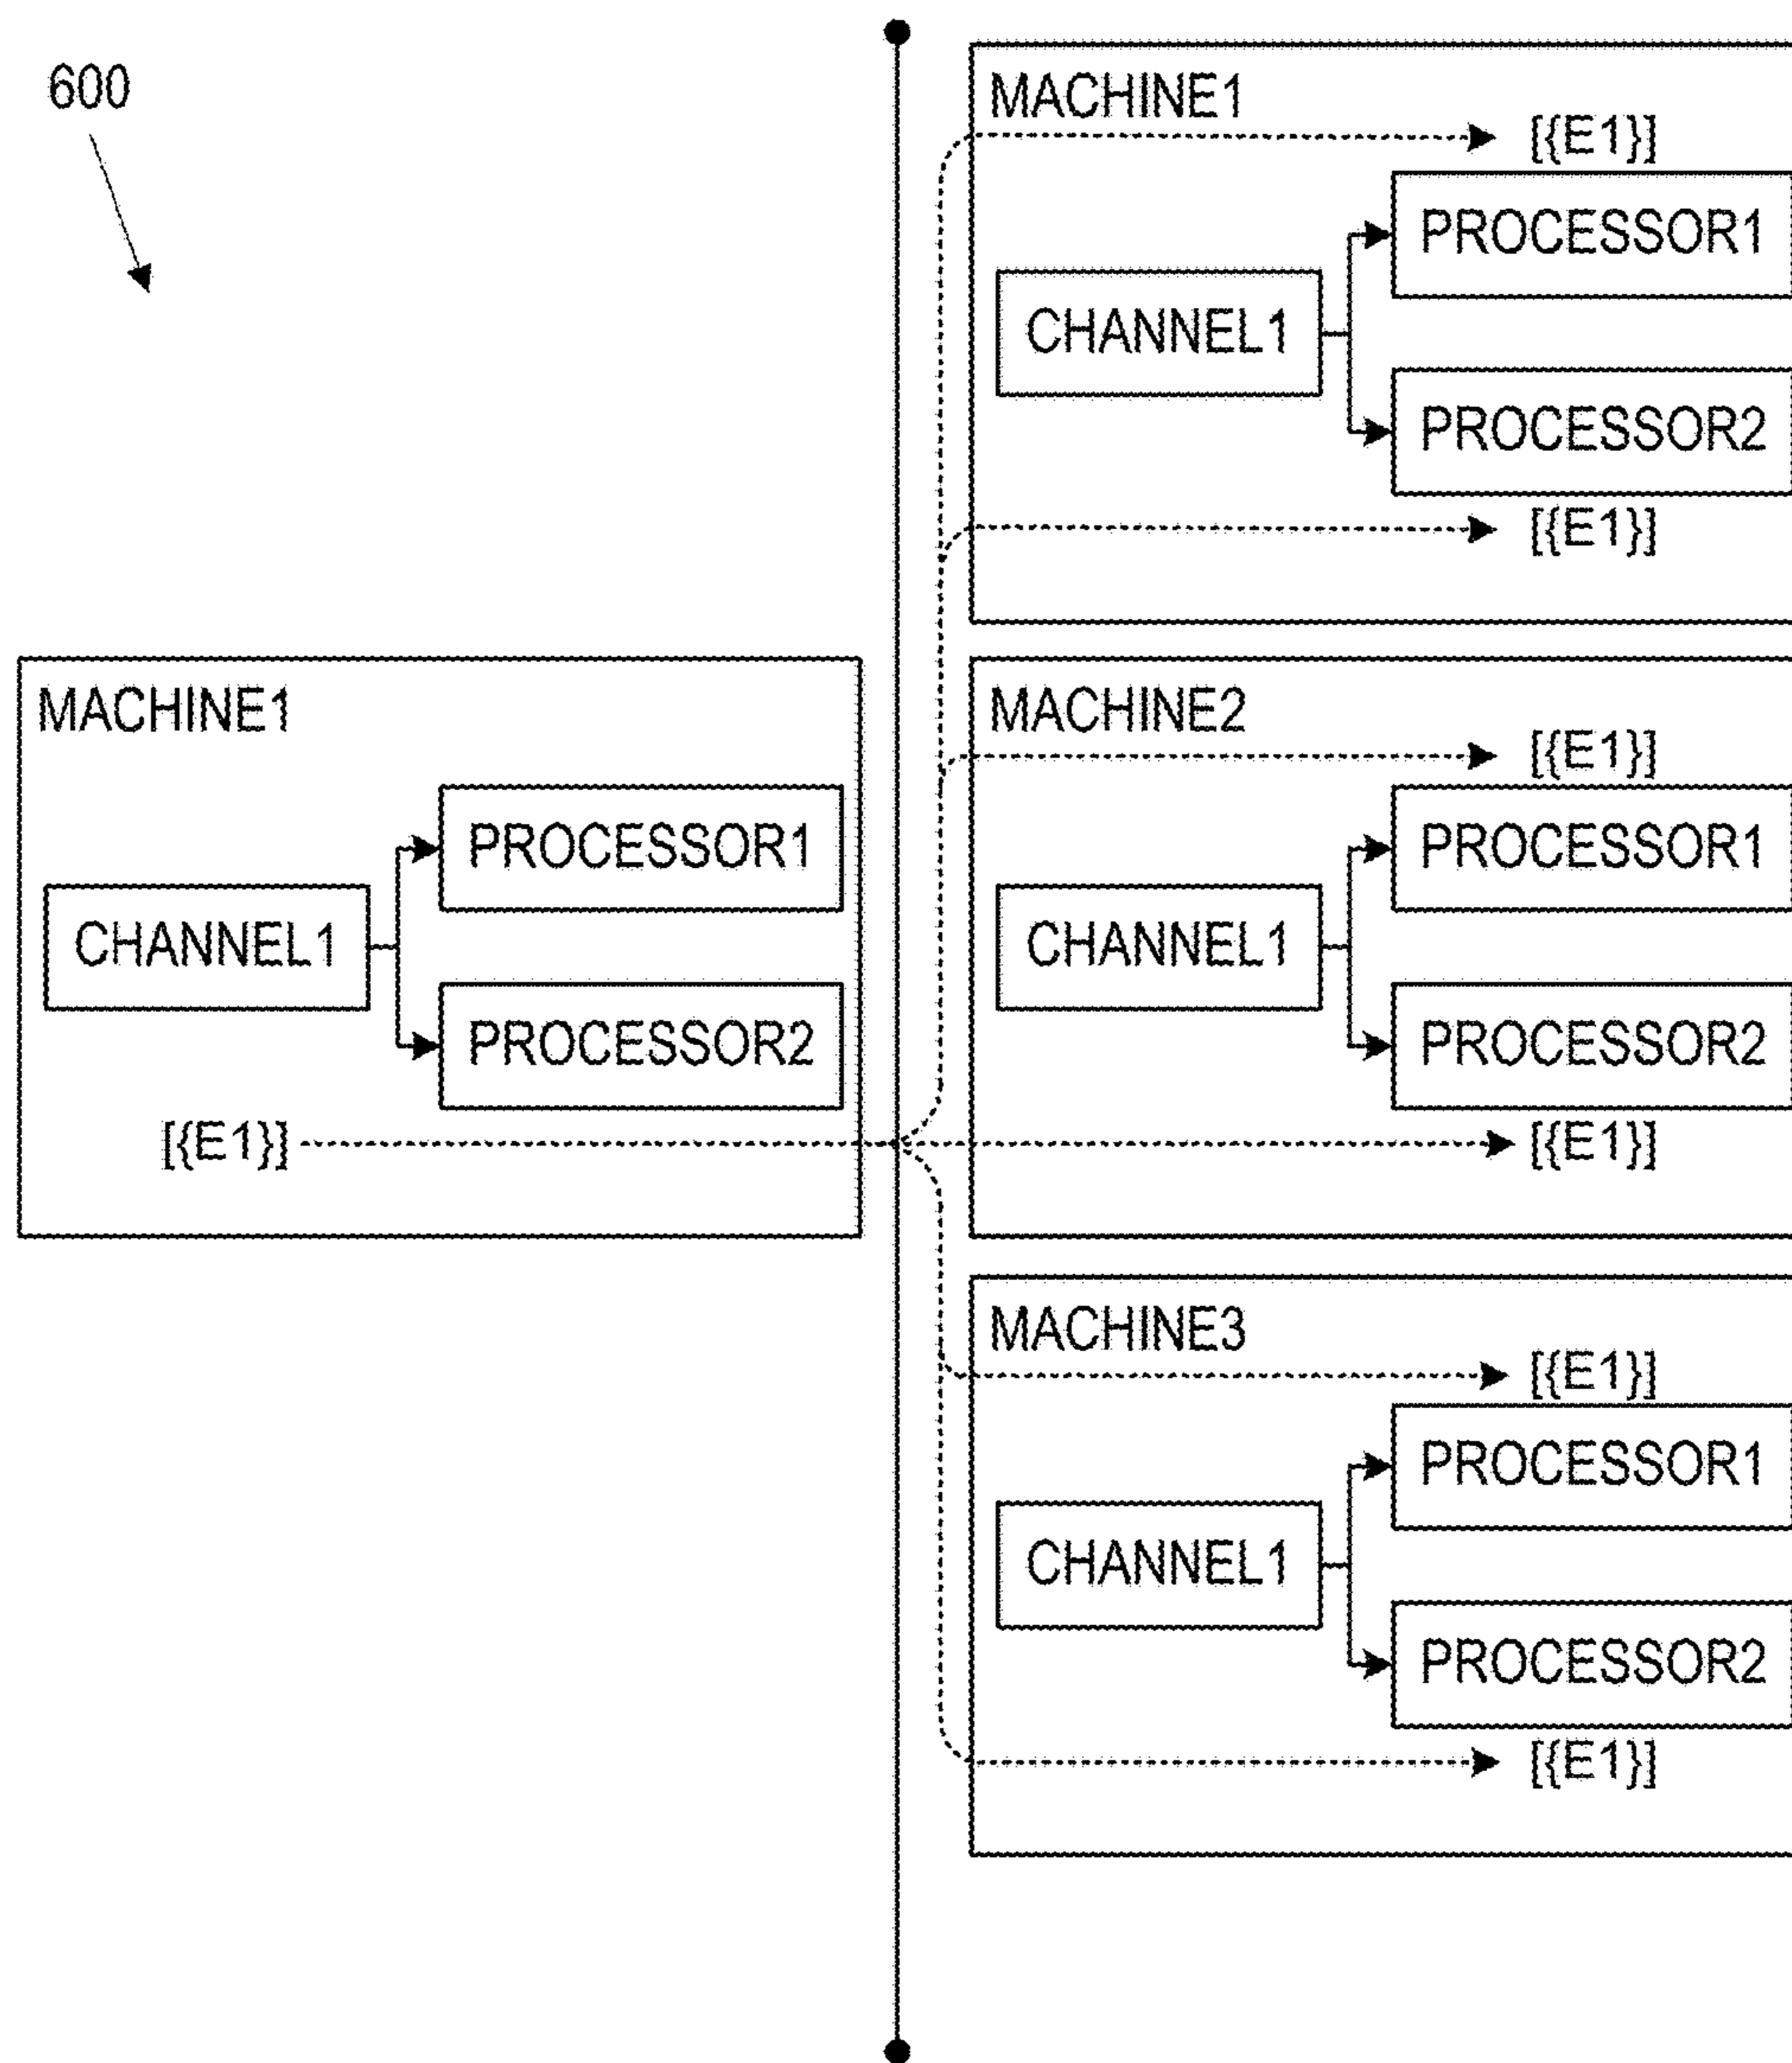 600
MACHINE1
CHANNEL1
PROCESSOR1
PROCESSOR2
[{E1}]
MACHINE1
[{E1}]
PROCESSOR1
CHANNEL1
PROCESSOR2
[{E1}]
MACHINE2
[{E1}]
PROCESSOR1
CHANNEL1
PROCESSOR2
[{E1}]
MACHINE3
[{E1}]
PROCESSOR1
CHANNEL1
PROCESSOR2
[{E1}]